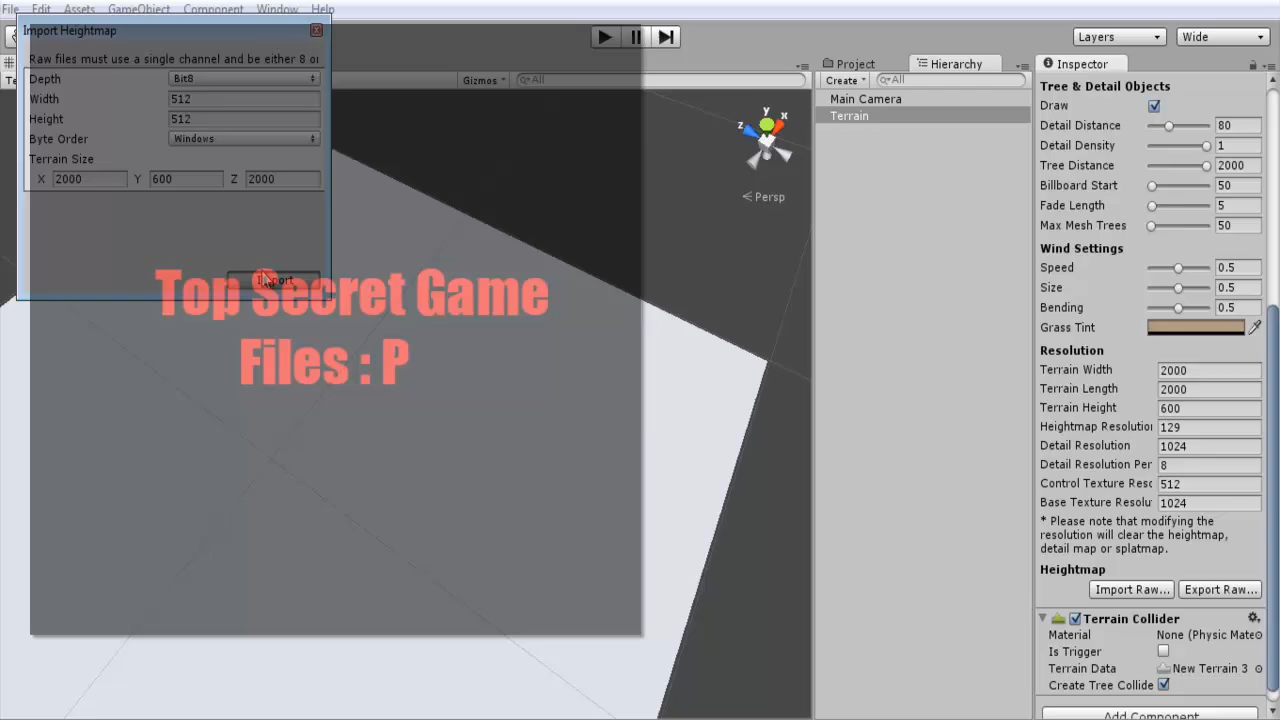 File Edit Assets GameObject Component Window Help
Import Heightmap
Raw files must use a single channel and be either 8 or
Depth Bit8
Width 512
Height 512
Byte Order Windows
Terrain Size
X 2000 Y 600 Z 2000
Import
Top Secret Game
Files : P
Gizmos All
y
x
z
Persp
Layers Wide
Project Hierarchy
Create All
Main Camera
Terrain
Inspector
Tree & Detail Objects
Draw
Detail Distance 80
Detail Density 1
Tree Distance 2000
Billboard Start 50
Fade Length 5
Max Mesh Trees 50
Wind Settings
Speed 0.5
Size 0.5
Bending 0.5
Grass Tint
Resolution
Terrain Width 2000
Terrain Length 2000
Terrain Height 600
Heightmap Resolutio 129
Detail Resolution 1024
Detail Resolution Per 8
Control Texture Reso 512
Base Texture Resolu 1024
* Please note that modifying the
resolution will clear the heightmap,
detail map or splatmap.
Heightmap
Import Raw... Export Raw...
Terrain Collider
Material None (Physic Mate
Is Trigger
Terrain Data New Terrain 3
Create Tree Collide
Add Component